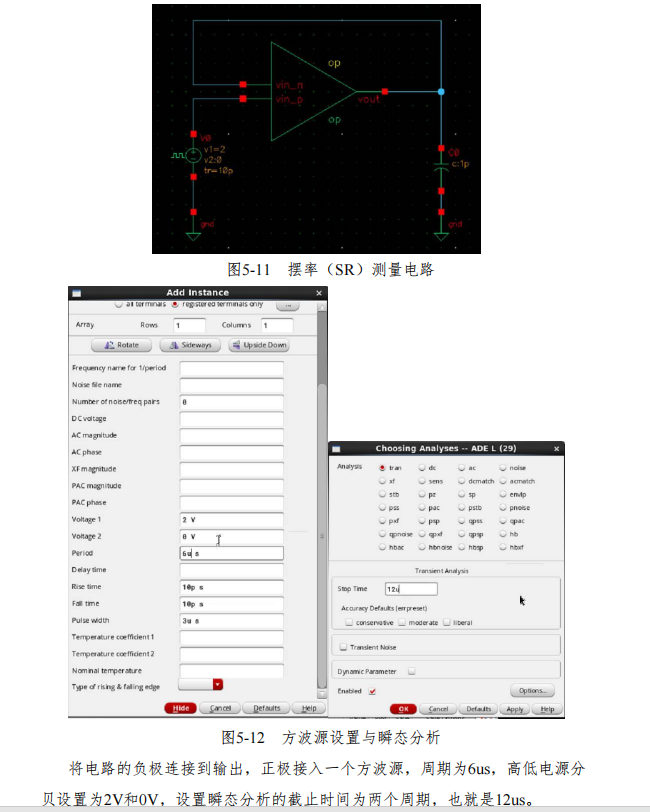 op
vin_n
vin_p
vout
op
V0
v1=2
v2:0
tr=10p
C0
c:1p
gnd
gnd
图5-11 摆率（SR）测量电路
Add Instance
all terminals registered terminals only ...
Array Rows 1 Columns 1
Rotate Sideways Upside Down
Frequency name for 1/period
Noise file name
Number of noise/freq pairs 0
DC voltage
AC magnitude
AC phase
XF magnitude
PAC magnitude
PAC phase
Voltage 1 2 V
Voltage 2 0 V
Period 6u s
Delay time
Rise time 10p s
Fall time 10p s
Pulse width 3u s
Temperature coefficient 1
Temperature coefficient 2
Nominal temperature
Type of rising & falling edge
Hide Cancel Defaults Help
Choosing Analyses -- ADE L (29)
Analysis tran dc ac noise
xf sens dcmatch acmatch
stb pz sp envlp
pss pac pstb pnoise
pxf psp qpss qpac
qpnoise qpxf qpsp hb
hbac hbnoise hbsp hbxf
Transient Analysis
Stop Time 12u
Accuracy Defaults (errpreset)
conservative moderate liberal
Transient Noise
Dynamic Parameter
Enabled Options...
OK Cancel Defaults Apply Help
图5-12 方波源设置与瞬态分析
将电路的负极连接到输出，正极接入一个方波源，周期为6us，高低电源分
贝设置为2V和0V，设置瞬态分析的截止时间为两个周期，也就是12us。